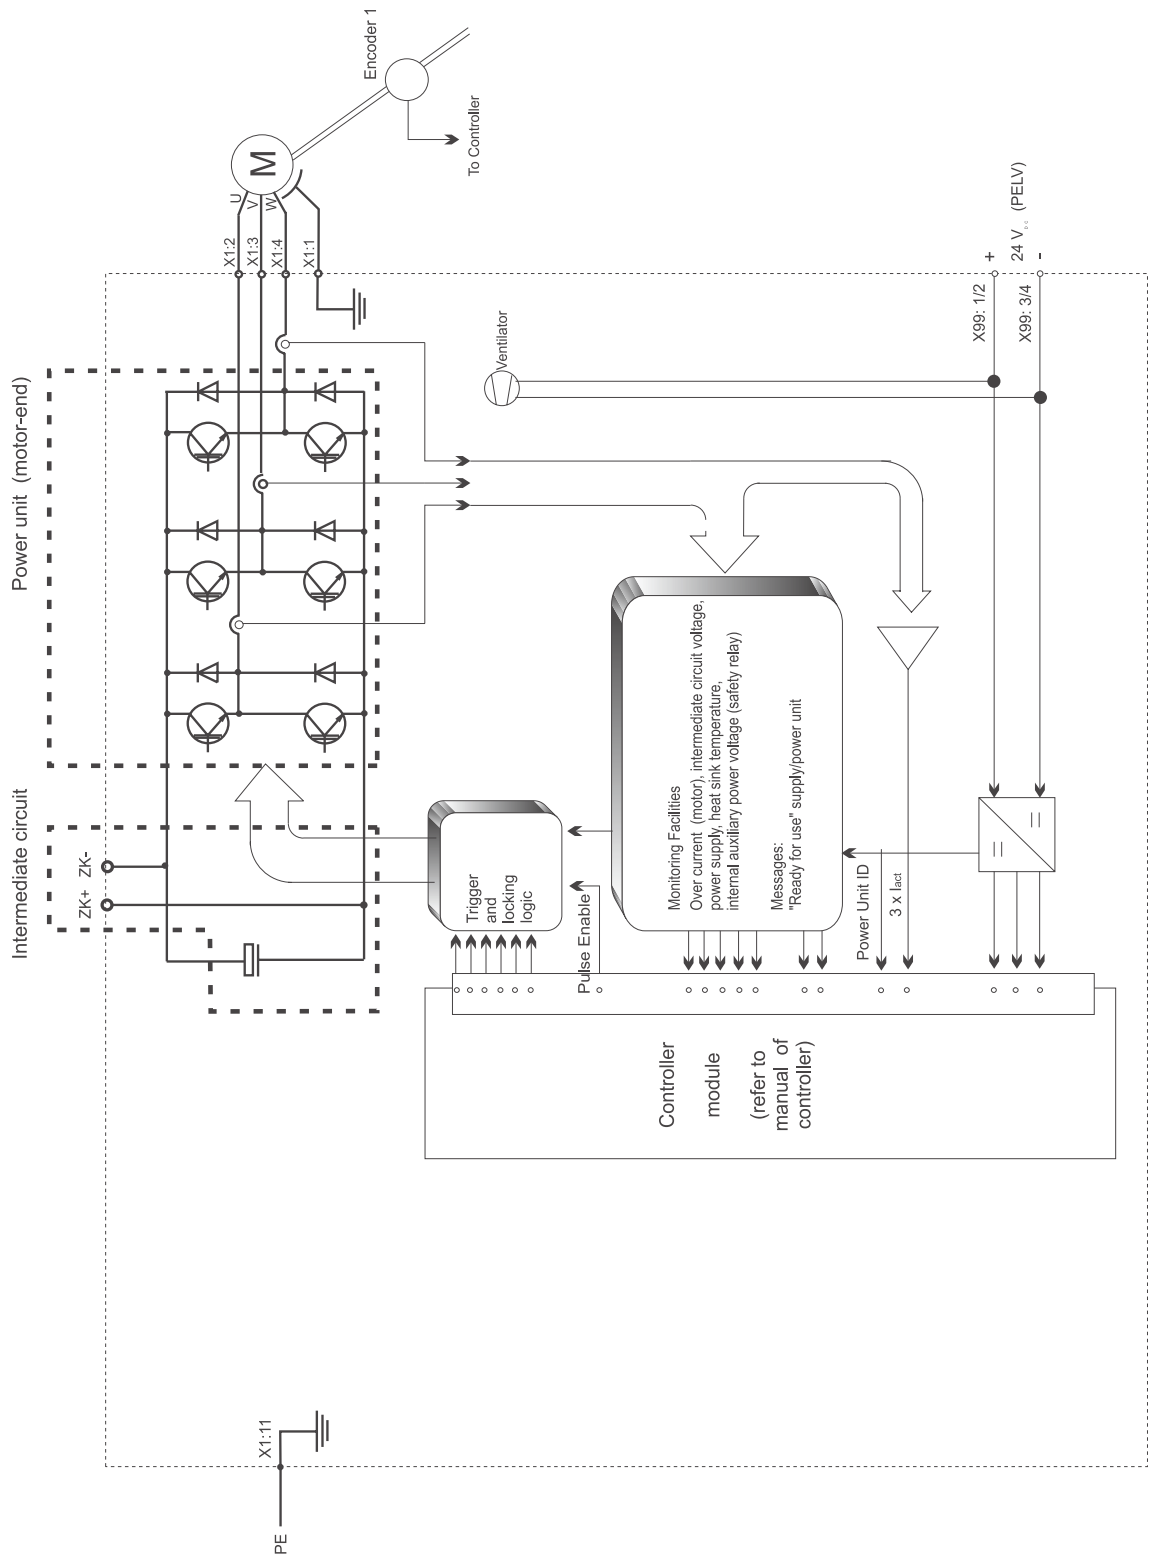 Intermediate circuit
Power unit (motor-end)
ZK+
ZK-
X1:2
X1:3
X1:4
X1:1
U
V
W
M
Encoder 1
To Controller
Ventilator
X99: 1/2
X99: 3/4
+
-
24 V DC (PELV)
Trigger
and
locking
logic
Pulse Enable
Monitoring Facilities
Over current (motor), intermediate circuit voltage,
power supply, heat sink temperature,
internal auxiliary power voltage (safety relay)
Messages:
"Ready for use" supply/power unit
Power Unit ID
3 x Iact
Controller
module
(refer to
manual of
controller)
X1:11
PE